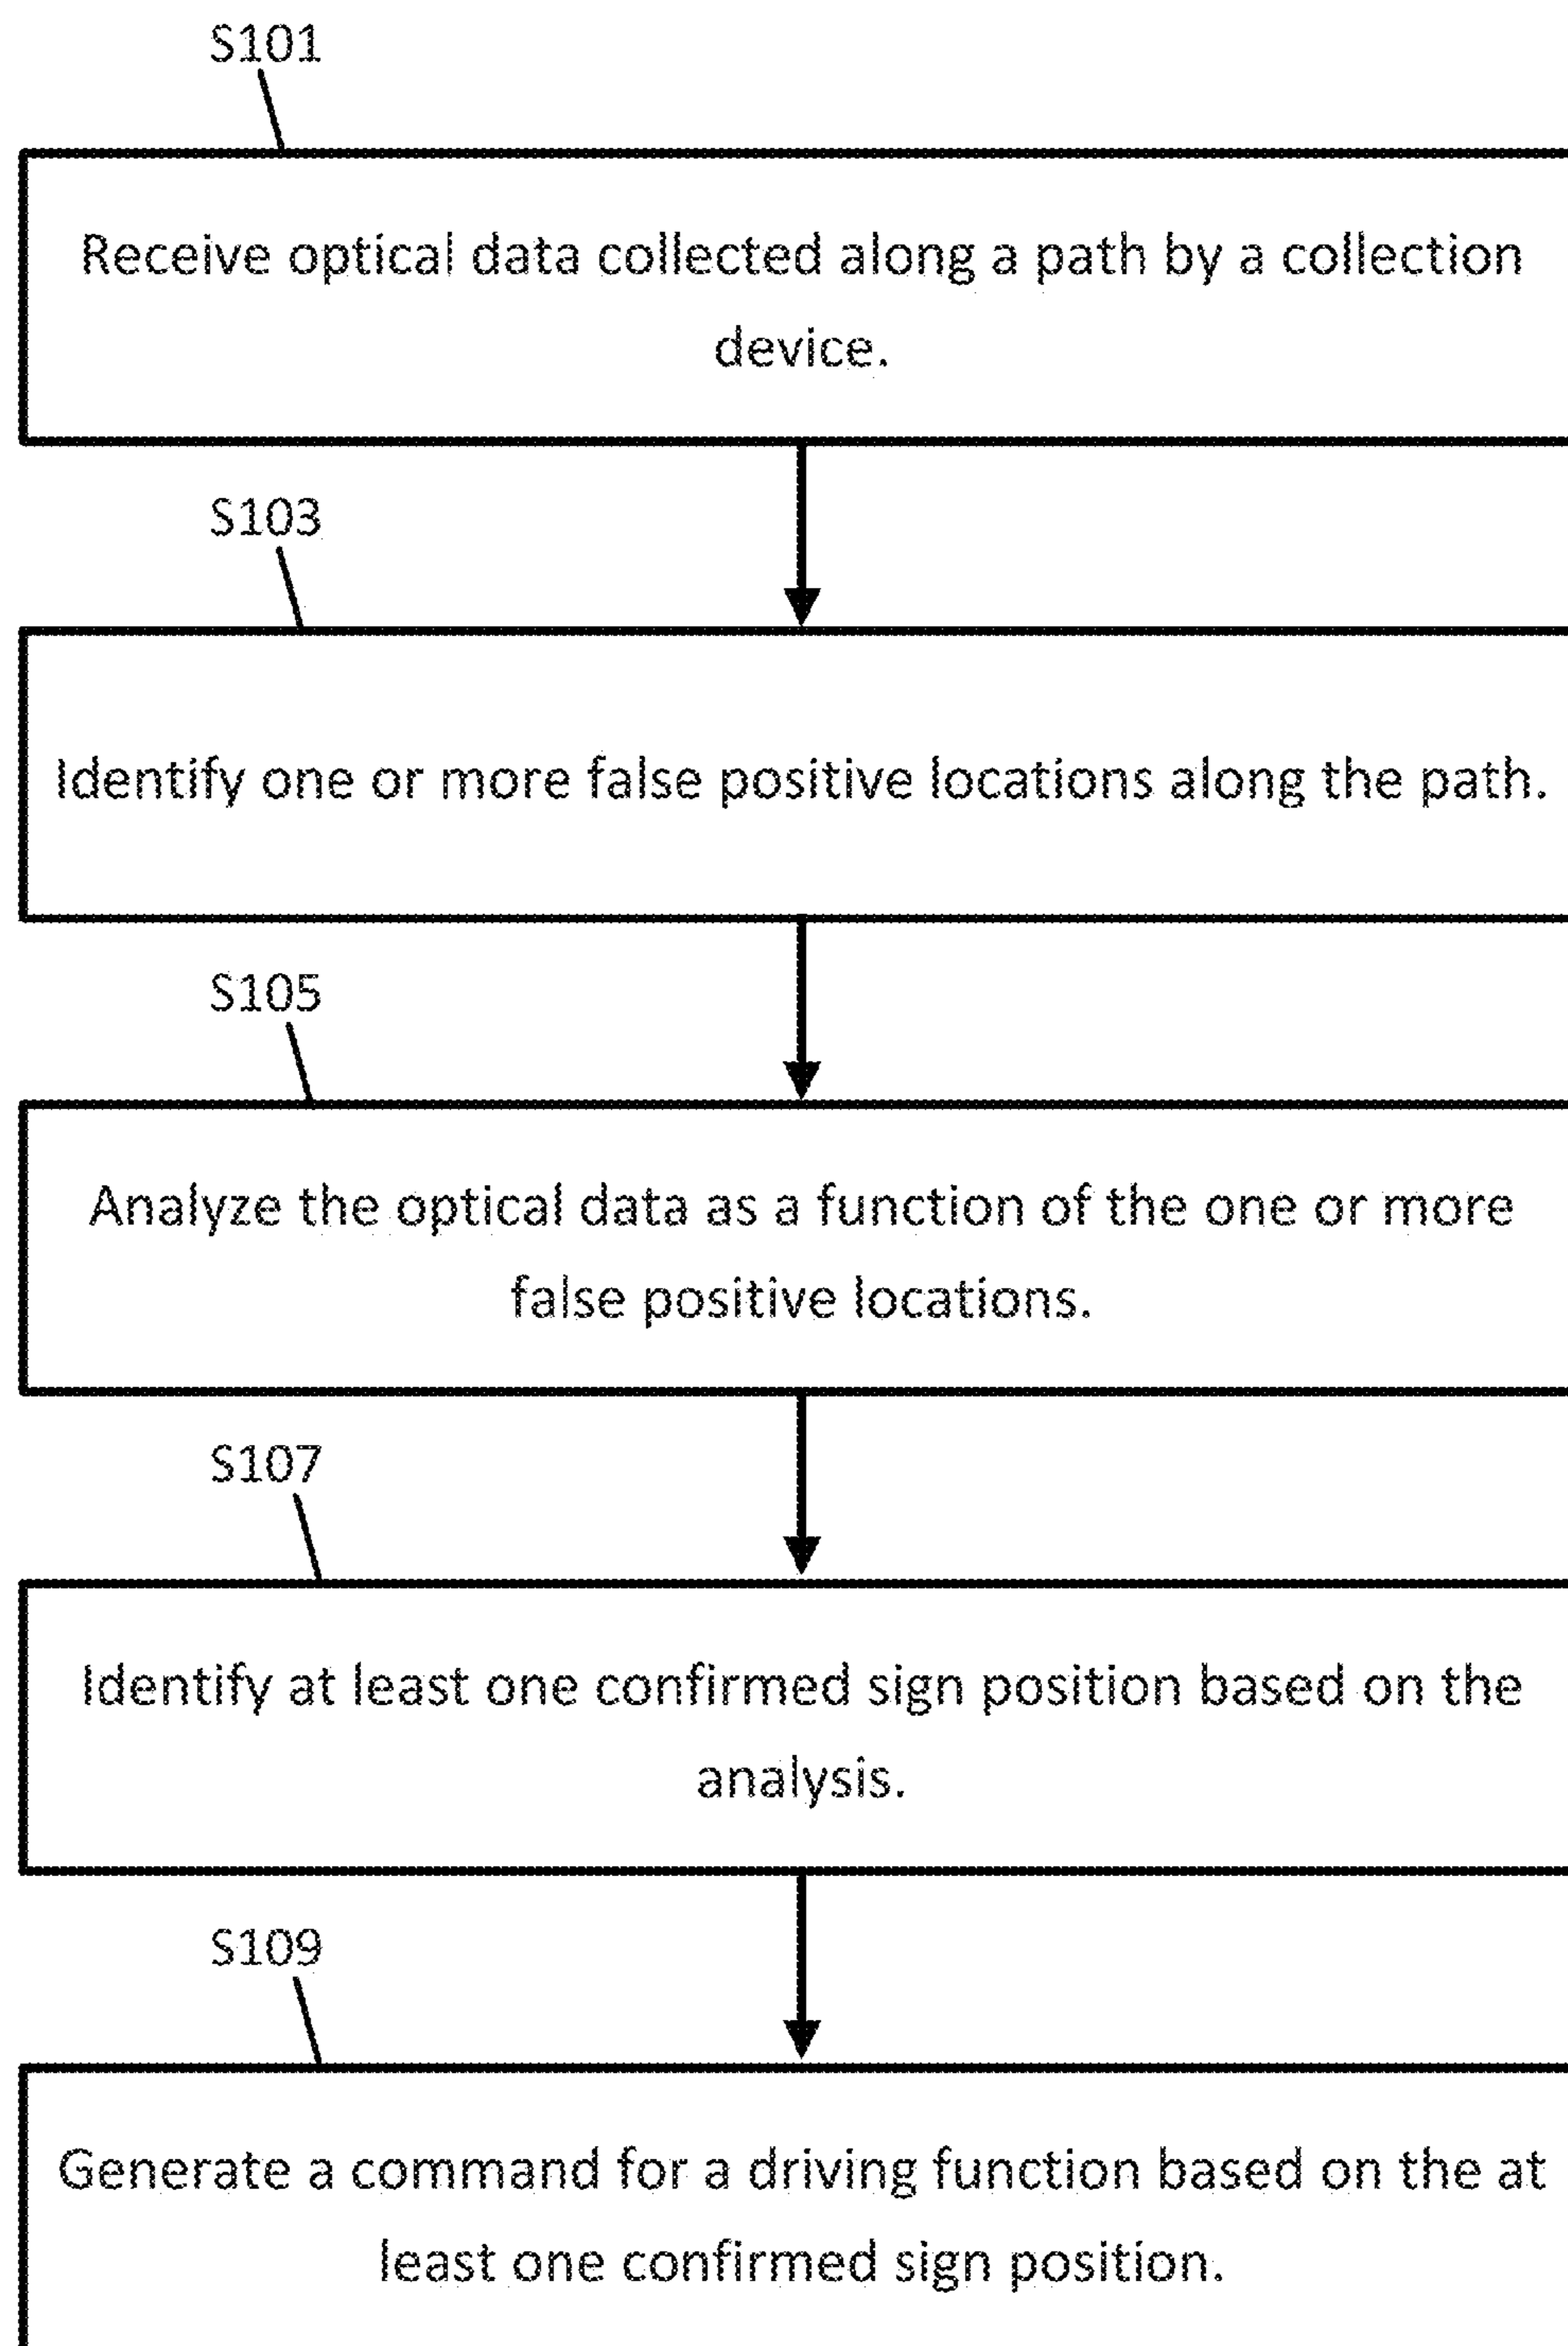 S101
Receive optical data collected along a path by a collection
device.
S103
Identify one or more false positive locations along the path.
S105
Analyze the optical data as a function of the one or more
false positive locations.
S107
Identify at least one confirmed sign position based on the
analysis.
S109
Generate a command for a driving function based on the at
least one confirmed sign position.